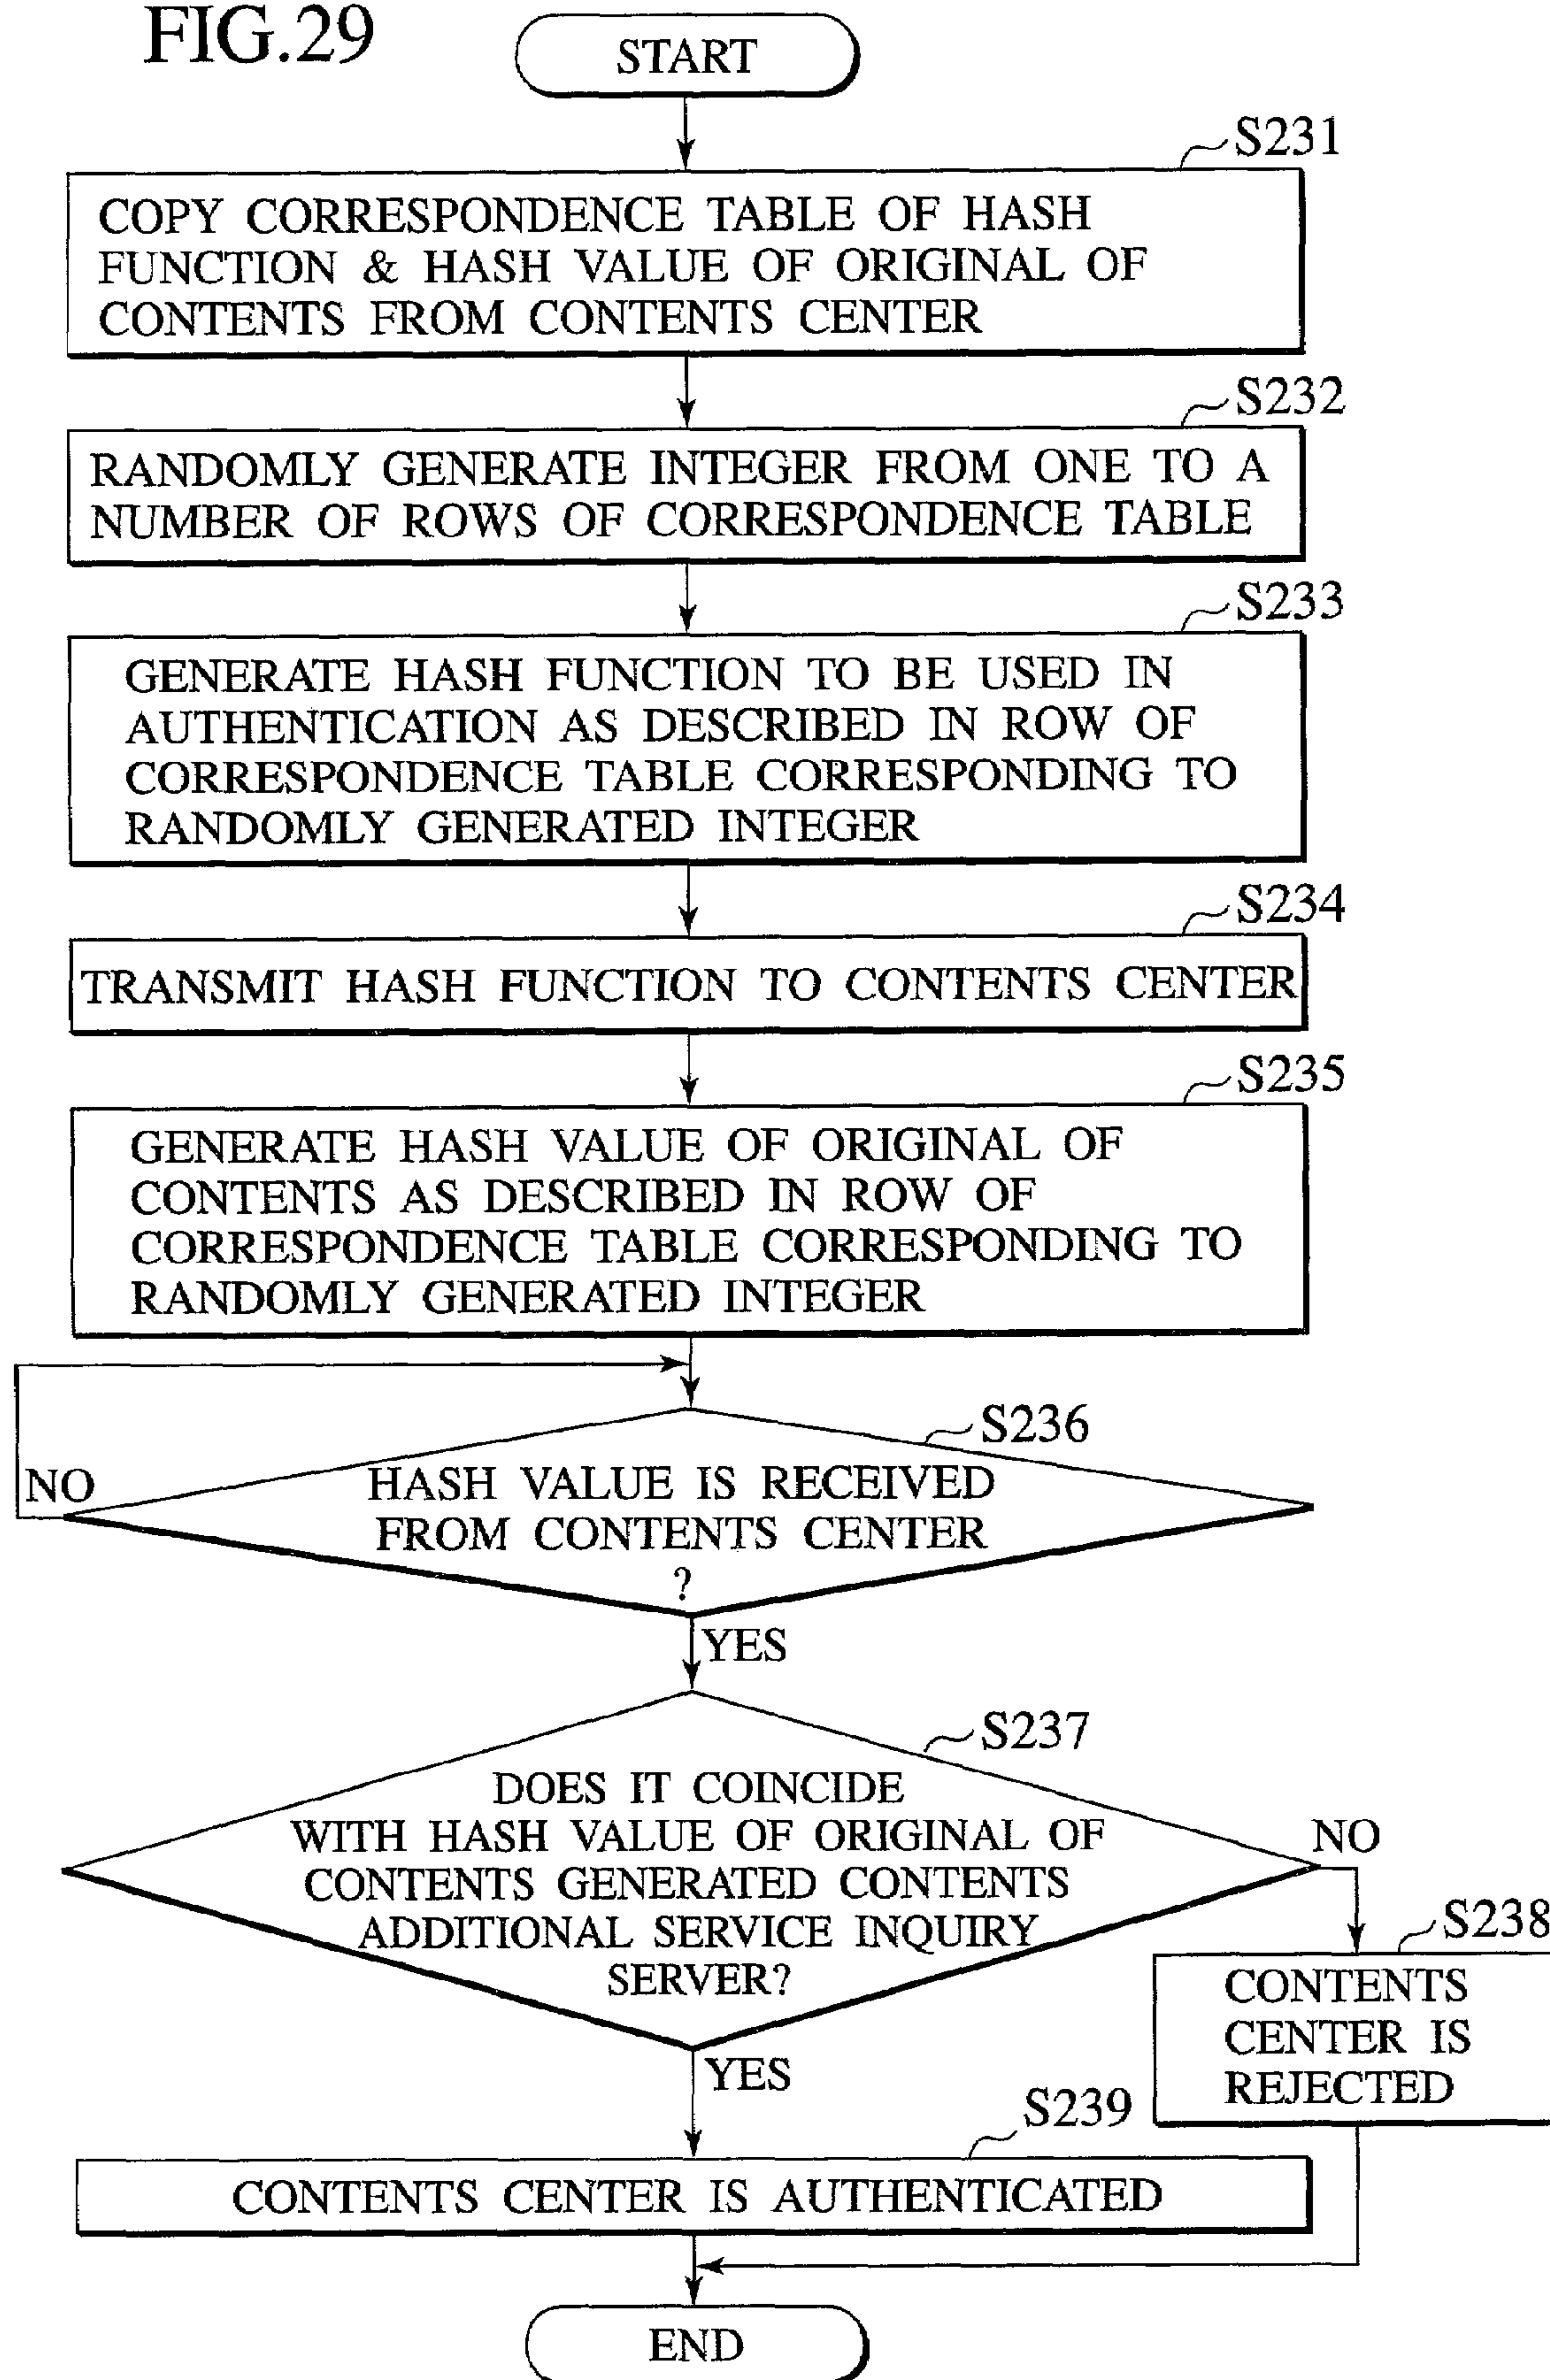 FIG.29
START
S231
COPY CORRESPONDENCE TABLE OF HASH
FUNCTION & HASH VALUE OF ORIGINAL OF
CONTENTS FROM CONTENTS CENTER
S232
RANDOMLY GENERATE INTEGER FROM ONE TO A
NUMBER OF ROWS OF CORRESPONDENCE TABLE
S233
GENERATE HASH FUNCTION TO BE USED IN
AUTHENTICATION AS DESCRIBED IN ROW OF
CORRESPONDENCE TABLE CORRESPONDING TO
RANDOMLY GENERATED INTEGER
S234
TRANSMIT HASH FUNCTION TO CONTENTS CENTER
S235
GENERATE HASH VALUE OF ORIGINAL OF
CONTENTS AS DESCRIBED IN ROW OF
CORRESPONDENCE TABLE CORRESPONDING TO
RANDOMLY GENERATED INTEGER
S236
NO
HASH VALUE IS RECEIVED
FROM CONTENTS CENTER
?
YES
S237
DOES IT COINCIDE
WITH HASH VALUE OF ORIGINAL OF
CONTENTS GENERATED CONTENTS
ADDITIONAL SERVICE INQUIRY
SERVER?
NO
S238
CONTENTS
CENTER IS
REJECTED
YES
S239
CONTENTS CENTER IS AUTHENTICATED
END